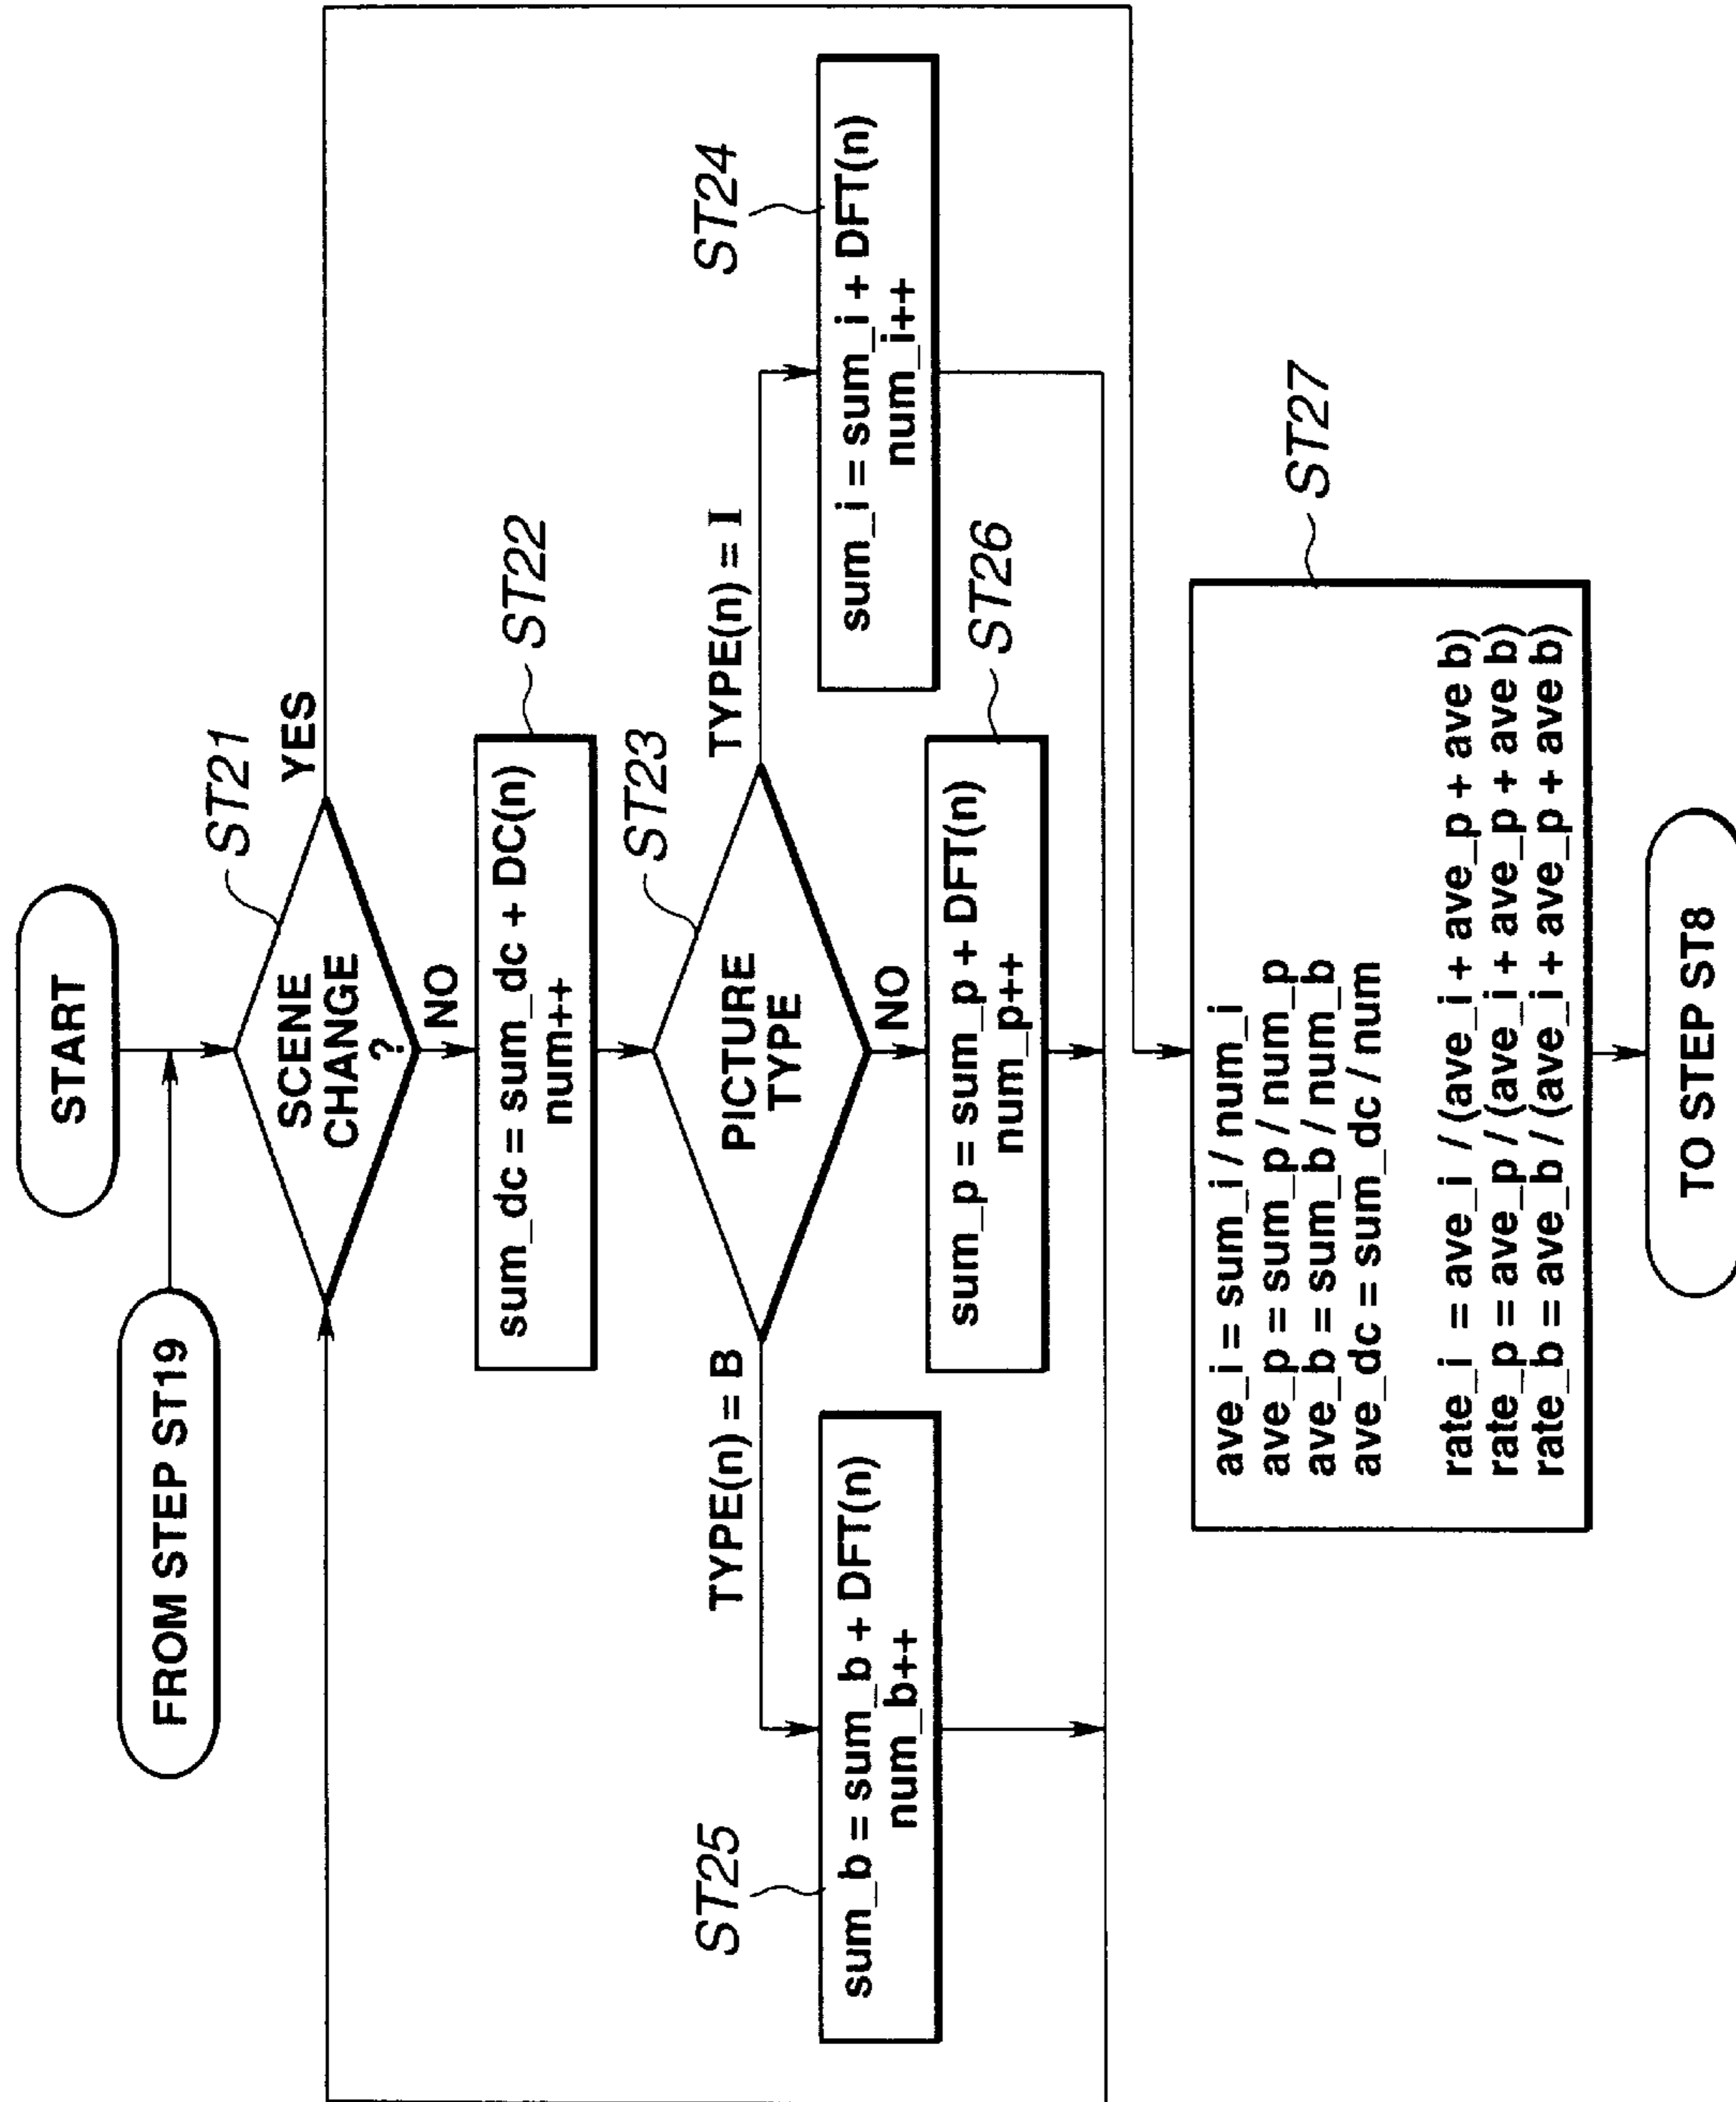 START
FROM STEP ST19
ST21
SCENE
CHANGE
?
YES
NO
ST22
sum_dc = sum_dc + DC(n)
num++
ST23
PICTURE
TYPE
TYPE(n) = B
TYPE(n) = I
NO
ST25
sum_b = sum_b + DFT(n)
num_b++
ST24
sum_i = sum_i + DFT(n)
num_i++
ST26
sum_p = sum_p + DFT(n)
num_p++
ST27
ave_i = sum_i / num_i
ave_p = sum_p / num_p
ave_b = sum_b / num_b
ave_dc = sum_dc / num
rate_i = ave_i / (ave_i + ave_p + ave b)
rate_p = ave_p / (ave_i + ave_p + ave b)
rate_b = ave_b / (ave_i + ave_p + ave b)
TO STEP ST8